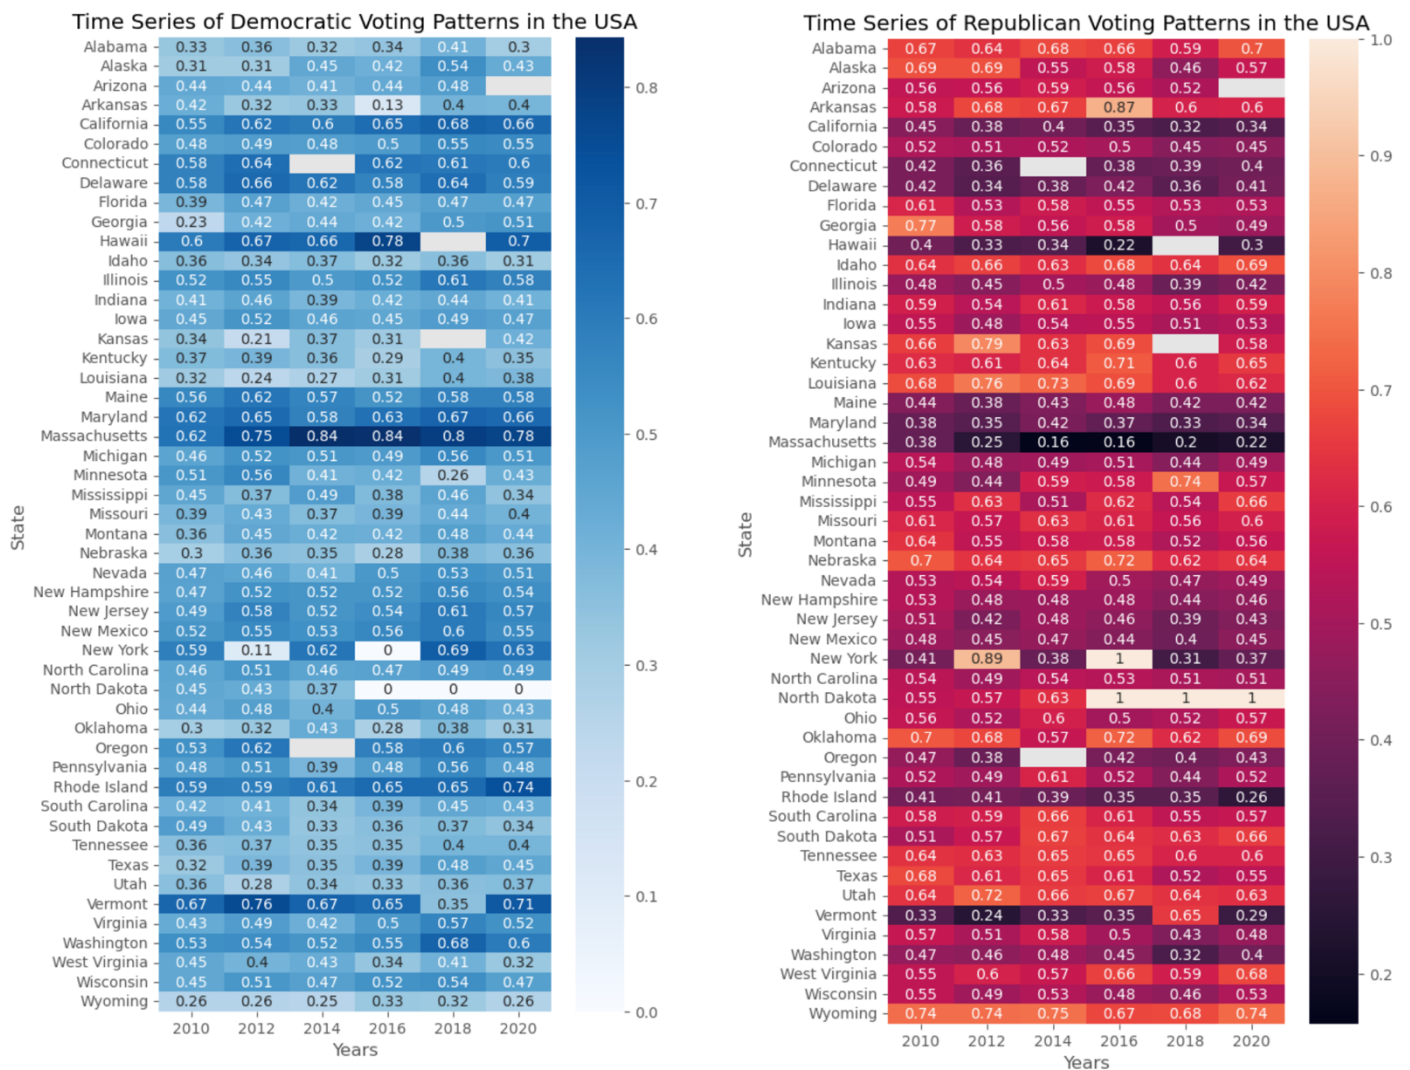 Time Series of Democratic Voting Patterns in the USA
State
Alabama 0.33 0.36 0.32 0.34 0.41 0.3
Alaska 0.31 0.31 0.45 0.42 0.54 0.43
Arizona 0.44 0.44 0.41 0.44 0.48
Arkansas 0.42 0.32 0.33 0.13 0.4 0.4
California 0.55 0.62 0.6 0.65 0.68 0.66
Colorado 0.48 0.49 0.48 0.5 0.55 0.55
Connecticut 0.58 0.64 0.62 0.61 0.6
Delaware 0.58 0.66 0.62 0.58 0.64 0.59
Florida 0.39 0.47 0.42 0.45 0.47 0.47
Georgia 0.23 0.42 0.44 0.42 0.5 0.51
Hawaii 0.6 0.67 0.66 0.78 0.7
Idaho 0.36 0.34 0.37 0.32 0.36 0.31
Illinois 0.52 0.55 0.5 0.52 0.61 0.58
Indiana 0.41 0.46 0.39 0.42 0.44 0.41
Iowa 0.45 0.52 0.46 0.45 0.49 0.47
Kansas 0.34 0.21 0.37 0.31 0.42
Kentucky 0.37 0.39 0.36 0.29 0.4 0.35
Louisiana 0.32 0.24 0.27 0.31 0.4 0.38
Maine 0.56 0.62 0.57 0.52 0.58 0.58
Maryland 0.62 0.65 0.58 0.63 0.67 0.66
Massachusetts 0.62 0.75 0.84 0.84 0.8 0.78
Michigan 0.46 0.52 0.51 0.49 0.56 0.51
Minnesota 0.51 0.56 0.41 0.42 0.26 0.43
Mississippi 0.45 0.37 0.49 0.38 0.46 0.34
Missouri 0.39 0.43 0.37 0.39 0.44 0.4
Montana 0.36 0.45 0.42 0.42 0.48 0.44
Nebraska 0.3 0.36 0.35 0.28 0.38 0.36
Nevada 0.47 0.46 0.41 0.5 0.53 0.51
New Hampshire 0.47 0.52 0.52 0.52 0.56 0.54
New Jersey 0.49 0.58 0.52 0.54 0.61 0.57
New Mexico 0.52 0.55 0.53 0.56 0.6 0.55
New York 0.59 0.11 0.62 0 0.69 0.63
North Carolina 0.46 0.51 0.46 0.47 0.49 0.49
North Dakota 0.45 0.43 0.37 0 0 0
Ohio 0.44 0.48 0.4 0.5 0.48 0.43
Oklahoma 0.3 0.32 0.43 0.28 0.38 0.31
Oregon 0.53 0.62 0.58 0.6 0.57
Pennsylvania 0.48 0.51 0.39 0.48 0.56 0.48
Rhode Island 0.59 0.59 0.61 0.65 0.65 0.74
South Carolina 0.42 0.41 0.34 0.39 0.45 0.43
South Dakota 0.49 0.43 0.33 0.36 0.37 0.34
Tennessee 0.36 0.37 0.35 0.35 0.4 0.4
Texas 0.32 0.39 0.35 0.39 0.48 0.45
Utah 0.36 0.28 0.34 0.33 0.36 0.37
Vermont 0.67 0.76 0.67 0.65 0.35 0.71
Virginia 0.43 0.49 0.42 0.5 0.57 0.52
Washington 0.53 0.54 0.52 0.55 0.68 0.6
West Virginia 0.45 0.4 0.43 0.34 0.41 0.32
Wisconsin 0.45 0.51 0.47 0.52 0.54 0.47
Wyoming 0.26 0.26 0.25 0.33 0.32 0.26
2010 2012 2014 2016 2018 2020
Years
0.8
0.7
0.6
0.5
0.4
0.3
0.2
0.1
0.0
Time Series of Republican Voting Patterns in the USA
State
Alabama 0.67 0.64 0.68 0.66 0.59 0.7
Alaska 0.69 0.69 0.55 0.58 0.46 0.57
Arizona 0.56 0.56 0.59 0.56 0.52
Arkansas 0.58 0.68 0.67 0.87 0.6 0.6
California 0.45 0.38 0.4 0.35 0.32 0.34
Colorado 0.52 0.51 0.52 0.5 0.45 0.45
Connecticut 0.42 0.36 0.38 0.39 0.4
Delaware 0.42 0.34 0.38 0.42 0.36 0.41
Florida 0.61 0.53 0.58 0.55 0.53 0.53
Georgia 0.77 0.58 0.56 0.58 0.5 0.49
Hawaii 0.4 0.33 0.34 0.22 0.3
Idaho 0.64 0.66 0.63 0.68 0.64 0.69
Illinois 0.48 0.45 0.5 0.48 0.39 0.42
Indiana 0.59 0.54 0.61 0.58 0.56 0.59
Iowa 0.55 0.48 0.54 0.55 0.51 0.53
Kansas 0.66 0.79 0.63 0.69 0.58
Kentucky 0.63 0.61 0.64 0.71 0.6 0.65
Louisiana 0.68 0.76 0.73 0.69 0.6 0.62
Maine 0.44 0.38 0.43 0.48 0.42 0.42
Maryland 0.38 0.35 0.42 0.37 0.33 0.34
Massachusetts 0.38 0.25 0.16 0.16 0.2 0.22
Michigan 0.54 0.48 0.49 0.51 0.44 0.49
Minnesota 0.49 0.44 0.59 0.58 0.74 0.57
Mississippi 0.55 0.63 0.51 0.62 0.54 0.66
Missouri 0.61 0.57 0.63 0.61 0.56 0.6
Montana 0.64 0.55 0.58 0.58 0.52 0.56
Nebraska 0.7 0.64 0.65 0.72 0.62 0.64
Nevada 0.53 0.54 0.59 0.5 0.47 0.49
New Hampshire 0.53 0.48 0.48 0.48 0.44 0.46
New Jersey 0.51 0.42 0.48 0.46 0.39 0.43
New Mexico 0.48 0.45 0.47 0.44 0.4 0.45
New York 0.41 0.89 0.38 1 0.31 0.37
North Carolina 0.54 0.49 0.54 0.53 0.51 0.51
North Dakota 0.55 0.57 0.63 1 1 1
Ohio 0.56 0.52 0.6 0.5 0.52 0.57
Oklahoma 0.7 0.68 0.57 0.72 0.62 0.69
Oregon 0.47 0.38 0.42 0.4 0.43
Pennsylvania 0.52 0.49 0.61 0.52 0.44 0.52
Rhode Island 0.41 0.41 0.39 0.35 0.35 0.26
South Carolina 0.58 0.59 0.66 0.61 0.55 0.57
South Dakota 0.51 0.57 0.67 0.64 0.63 0.66
Tennessee 0.64 0.63 0.65 0.65 0.6 0.6
Texas 0.68 0.61 0.65 0.61 0.52 0.55
Utah 0.64 0.72 0.66 0.67 0.64 0.63
Vermont 0.33 0.24 0.33 0.35 0.65 0.29
Virginia 0.57 0.51 0.58 0.5 0.43 0.48
Washington 0.47 0.46 0.48 0.45 0.32 0.4
West Virginia 0.55 0.6 0.57 0.66 0.59 0.68
Wisconsin 0.55 0.49 0.53 0.48 0.46 0.53
Wyoming 0.74 0.74 0.75 0.67 0.68 0.74
2010 2012 2014 2016 2018 2020
Years
1.0
0.9
0.8
0.7
0.6
0.5
0.4
0.3
0.2